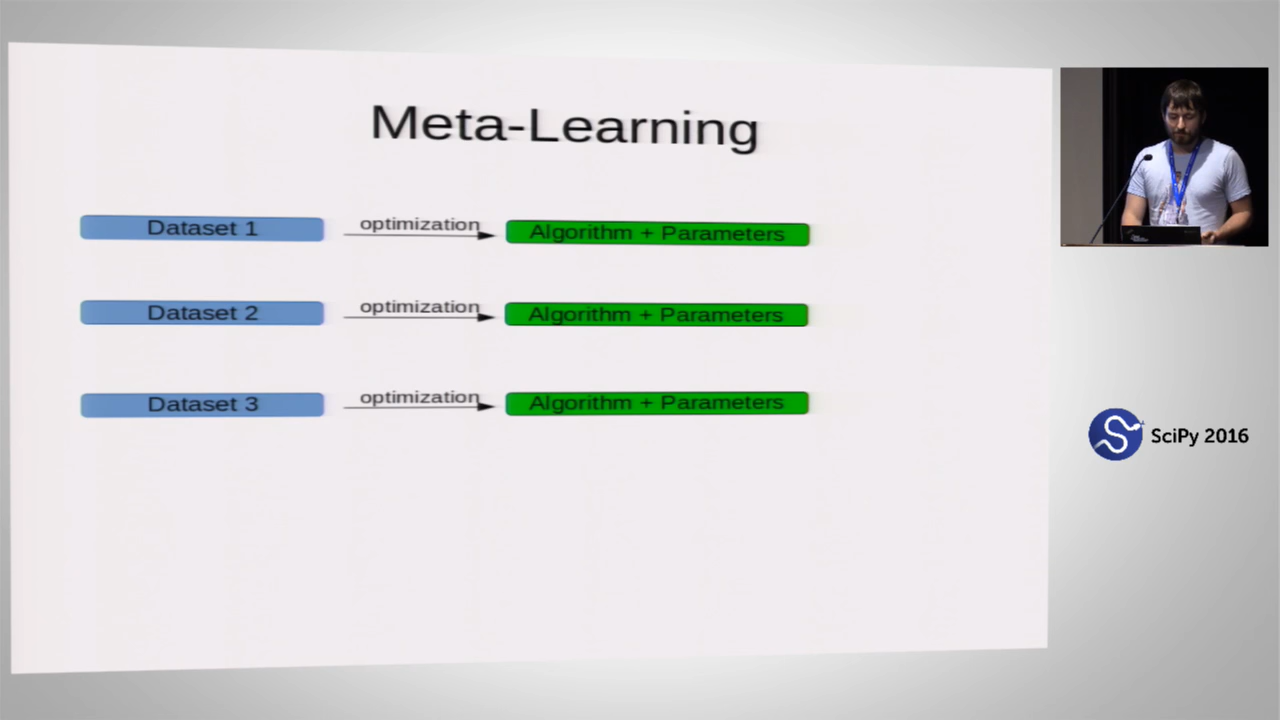 Meta-Learning
Dataset 1
optimization
Algorithm + Parameters
Dataset 2
optimization
Algorithm + Parameters
Dataset 3
optimization
Algorithm + Parameters
SciPy 2016